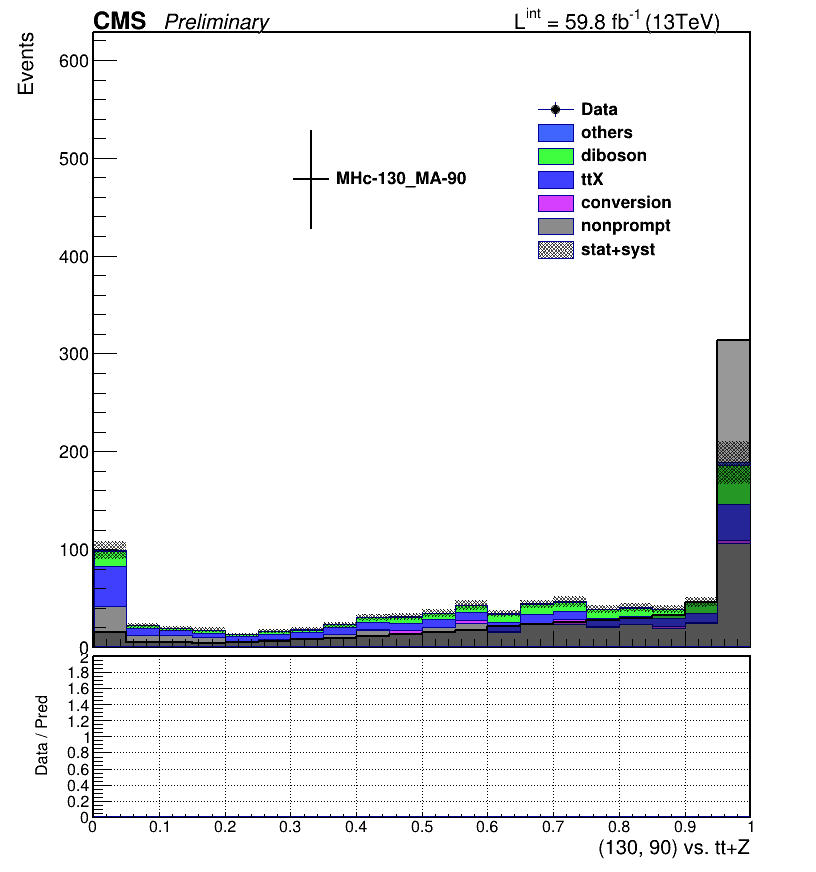 CMS Preliminary
L^int = 59.8 fb^-1 (13TeV)
Events
600
500
400
300
200
100
0
Data
others
diboson
ttX
conversion
nonprompt
stat+syst
MHc-130_MA-90
Data / Pred
2
1.8
1.6
1.4
1.2
1
0.8
0.6
0.4
0.2
0
0 0.1 0.2 0.3 0.4 0.5 0.6 0.7 0.8 0.9 1
(130, 90) vs. tt+Z